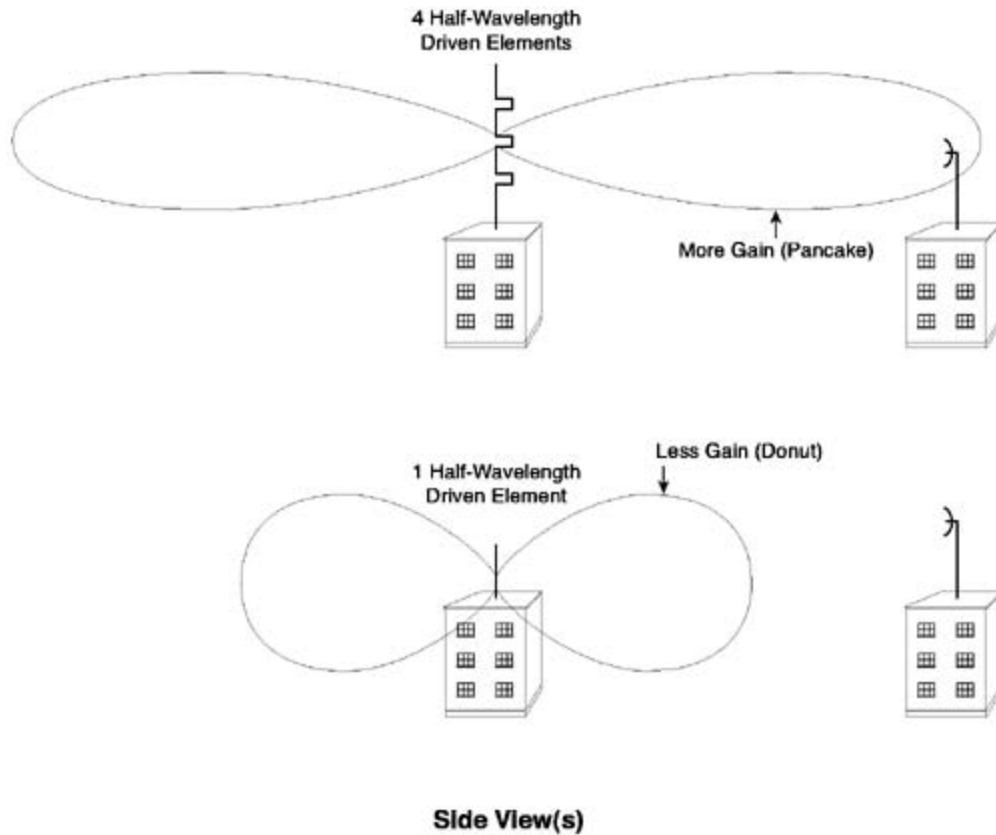 4 Half-Wavelength
Driven Elements
More Gain (Pancake)
Less Gain (Donut)
1 Half-Wavelength
Driven Element
Side View(s)